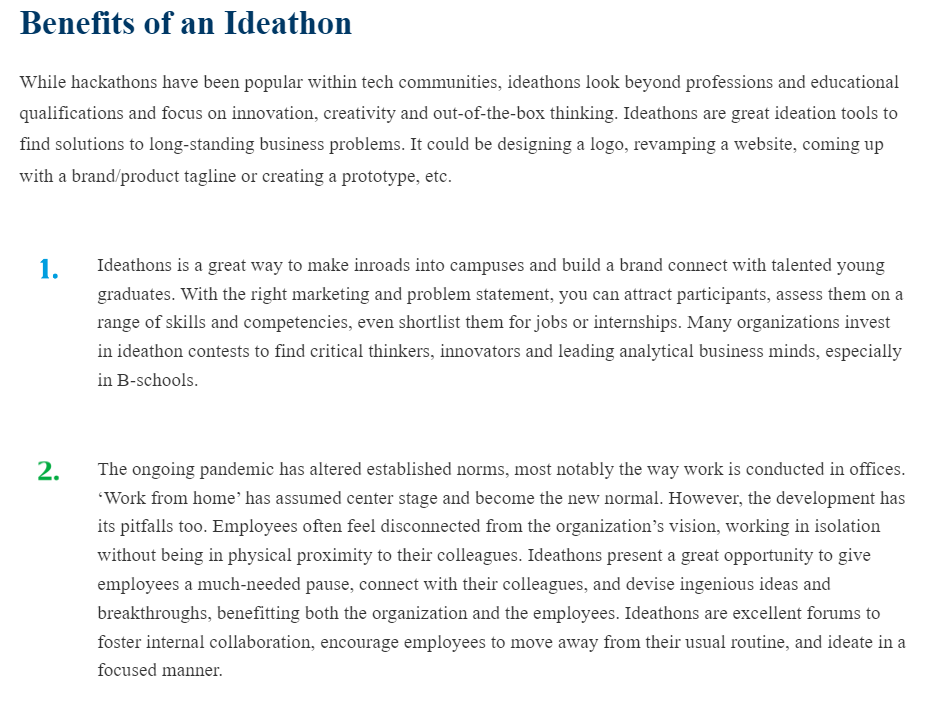 Benefits of an Ideathon
While hackathons have been popular within tech communities, ideathons look beyond professions and educational
qualifications and focus on innovation, creativity and out-of-the-box thinking. Ideathons are great ideation tools to
find solutions to long-standing business problems. It could be designing a logo, revamping a website, coming up
with a brand/product tagline or creating a prototype, etc.
1. Ideathons is a great way to make inroads into campuses and build a brand connect with talented young
graduates. With the right marketing and problem statement, you can attract participants, assess them on a
range of skills and competencies, even shortlist them for jobs or internships. Many organizations invest
in ideathon contests to find critical thinkers, innovators and leading analytical business minds, especially
in B-schools.
2. The ongoing pandemic has altered established norms, most notably the way work is conducted in offices.
‘Work from home’ has assumed center stage and become the new normal. However, the development has
its pitfalls too. Employees often feel disconnected from the organization’s vision, working in isolation
without being in physical proximity to their colleagues. Ideathons present a great opportunity to give
employees a much-needed pause, connect with their colleagues, and devise ingenious ideas and
breakthroughs, benefitting both the organization and the employees. Ideathons are excellent forums to
foster internal collaboration, encourage employees to move away from their usual routine, and ideate in a
focused manner.